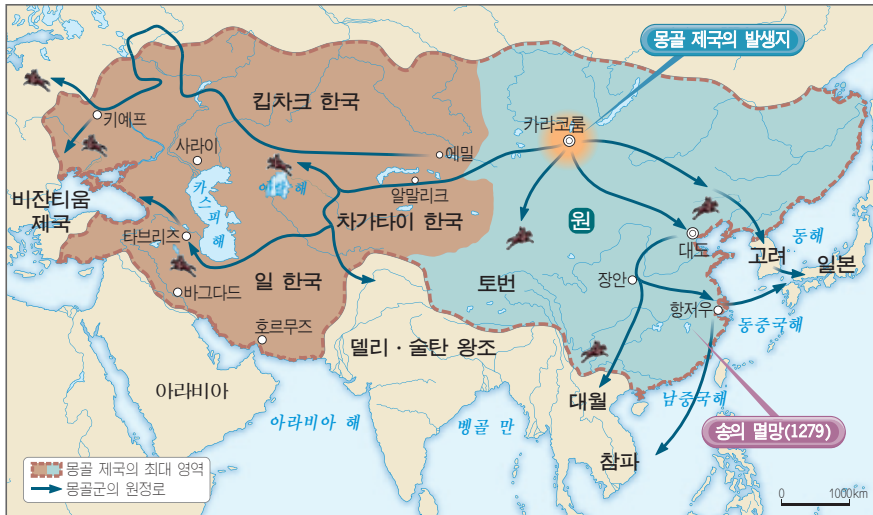 몽골 제국의 발생지
킵차크 한국
키예프
사라이
에밀
카라코룸
아랄 해
알말리크
카
스
피
해
비잔티움
제국
차가타이 한국
원
타브리즈
대도
고려
동해
일본
일 한국
토번
장안
바그다드
항저우
호르무즈
동중국해
델리 · 술탄 왕조
아라비아
대월
남중국해
아라비아 해
벵골 만
송의 멸망(1279)
참파
몽골 제국의 최대 영역
몽골군의 원정로
0 1000km